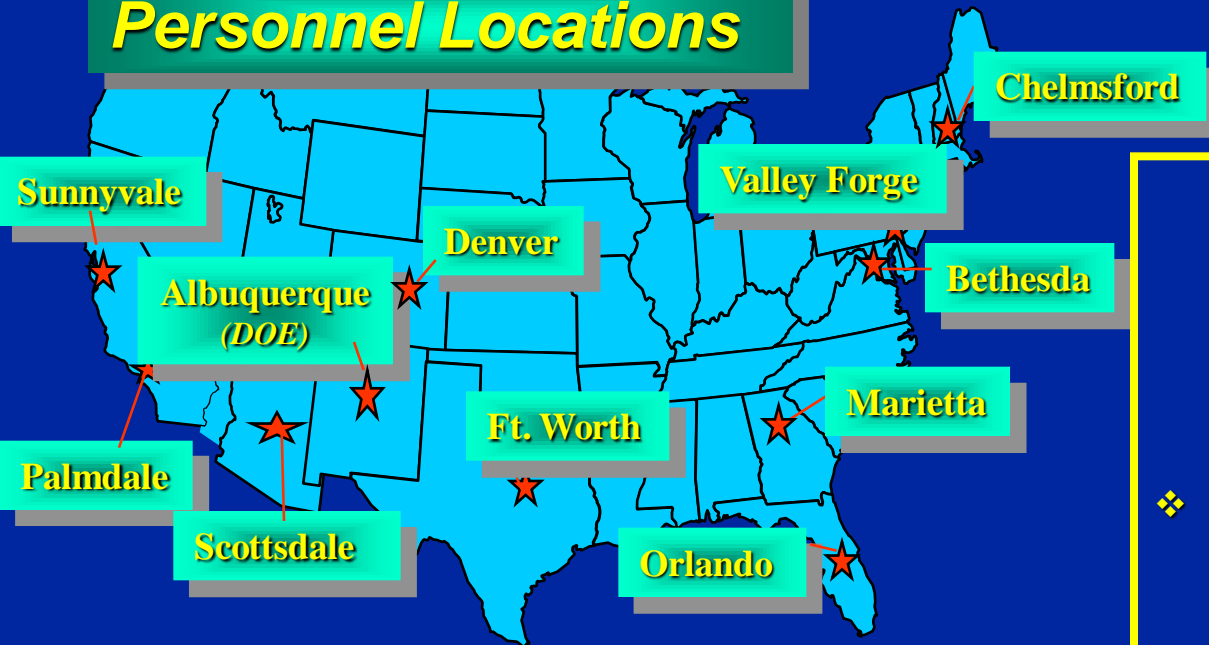 Personnel Locations
Chelmsford
Valley Forge
Sunnyvale
Denver
Bethesda
Albuquerque
(DOE)
Marietta
Ft. Worth
Palmdale
Scottsdale
Orlando